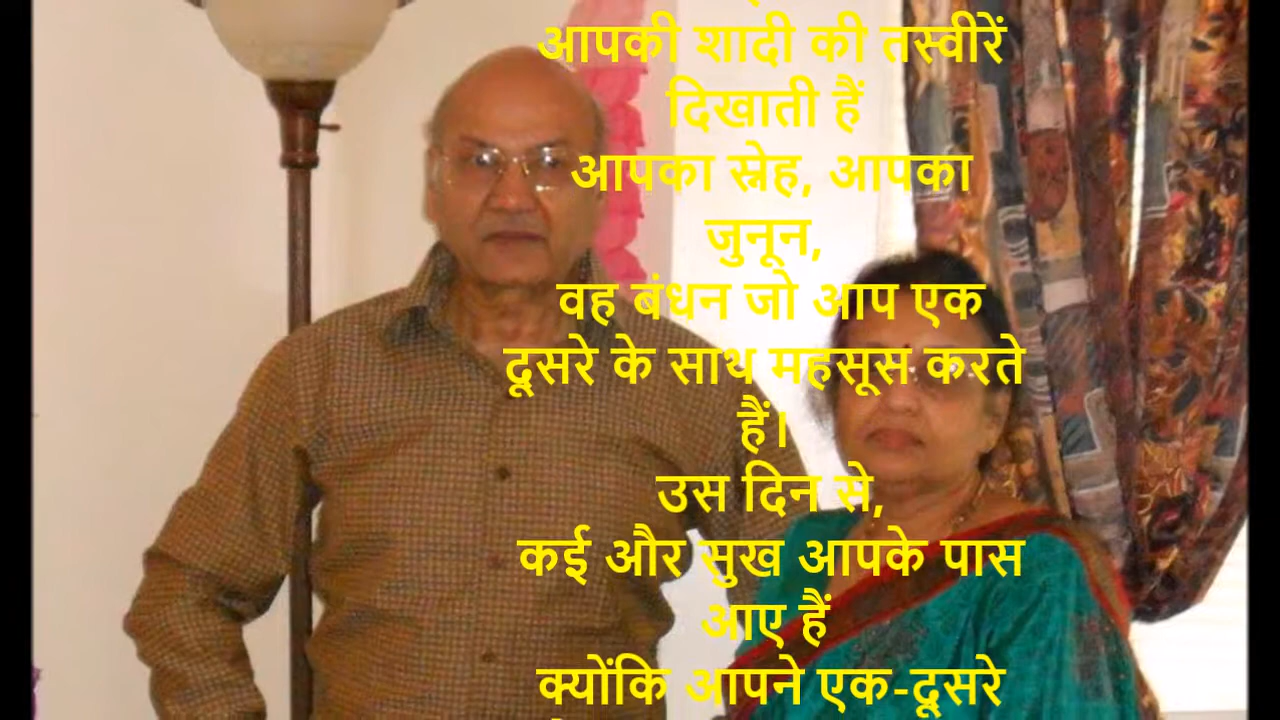 आपकी शादी की तस्वीरें
दिखाती हैं
आपका स्नेह, आपका
जुनून,
वह बंधन जो आप एक
दूसरे के साथ महसूस करते
हैं।
उस दिन से,
कई और सुख आपके पास
आए हैं
क्योंकि आपने एक-दूसरे